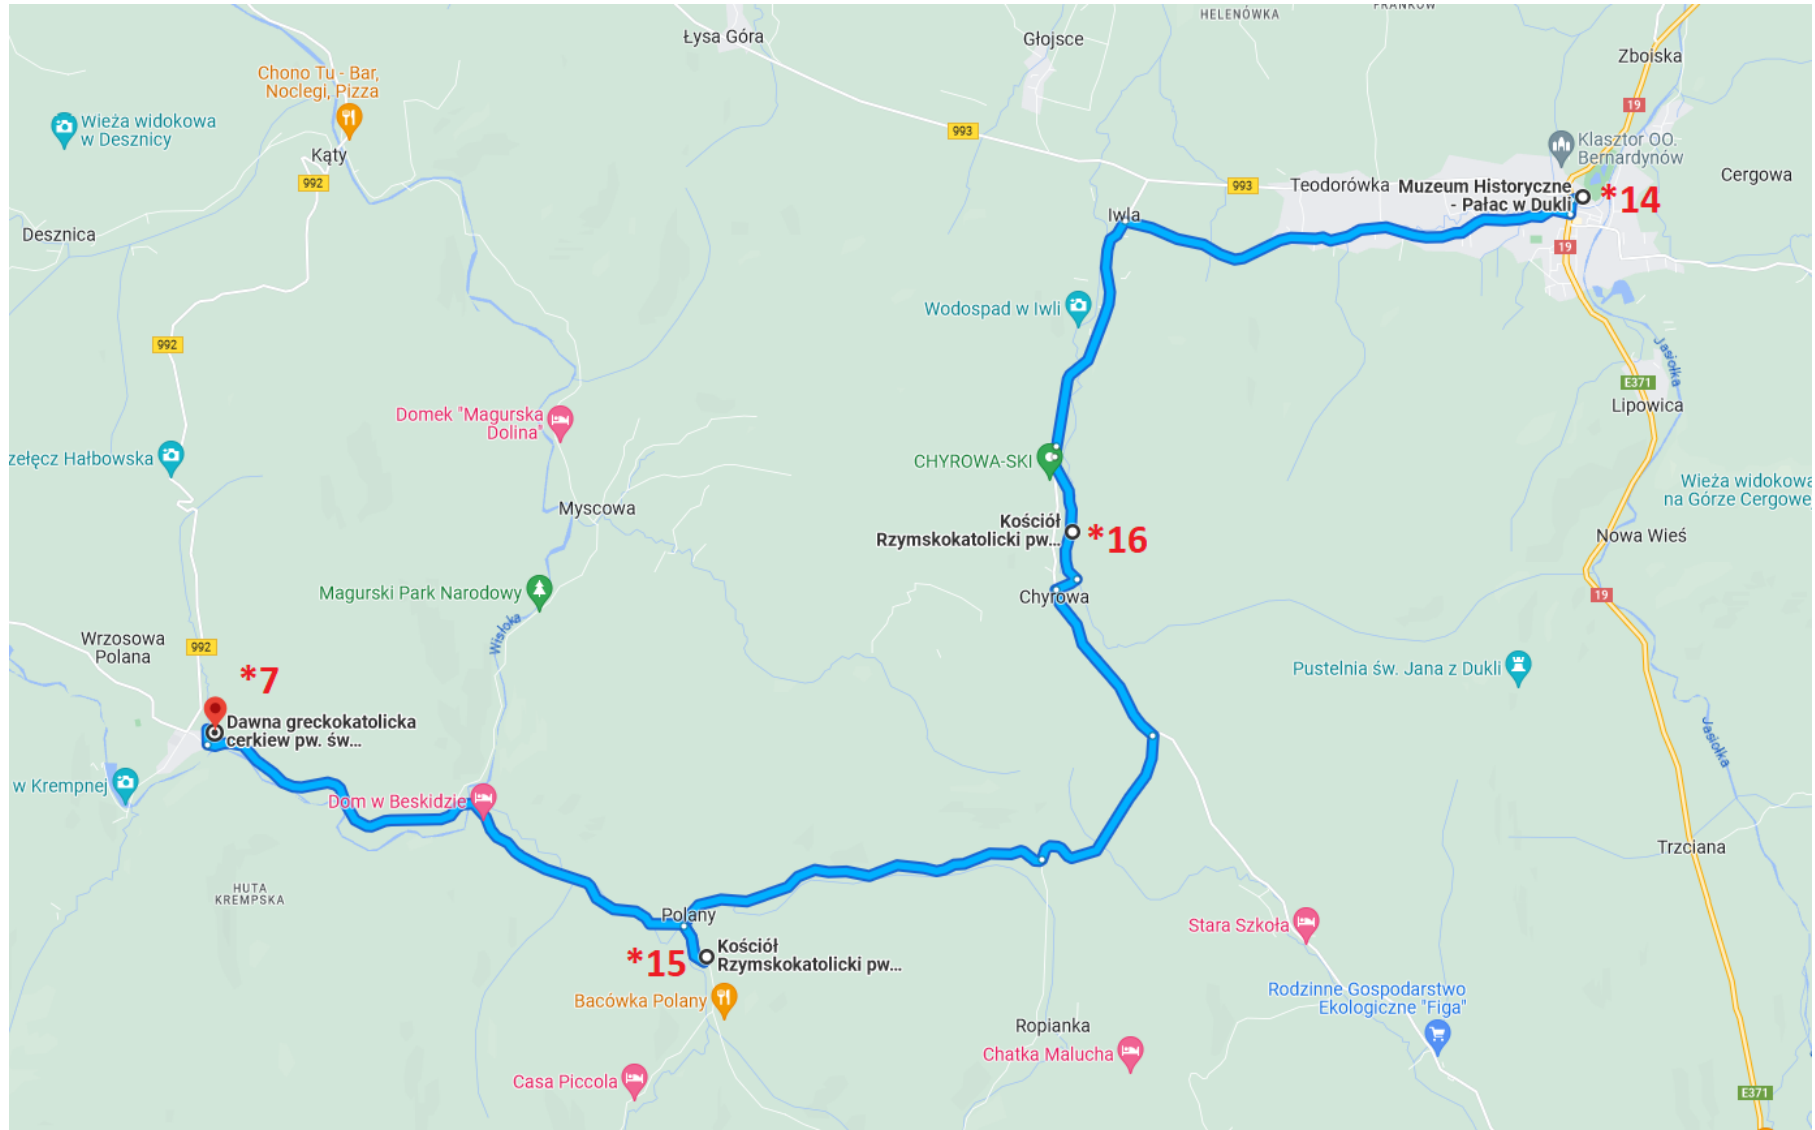 HELENÓWKA
Łysa Góra
Głojsce
Zboiska
Chono Tu - Bar,
Noclegi, Pizza
19
Wieża widokowa
w Desznicy
993
Kąty
Klasztor OO.
Bernardynów
992
993
Teodorówka
Muzeum Historyczne
- Pałac w Dukli
*14
Cergowa
Iwla
Desznica
19
Wodospad w Iwli
992
Jasiołka
E371
Lipowica
Domek "Magurska
Dolina"
zełęcz Hałbowska
CHYROWA-SKI
Wieża widokowa
na Górze Cergowe
Myscowa
Kościół
Rzymskokatolicki pw...
*16
Nowa Wieś
Magurski Park Narodowy
19
Chyrowa
Wisłoka
Wrzosowa
Polana
992
Pustelnia św. Jana z Dukli
*7
Dawna greckokatolicka
cerkiew pw. św...
Jasiołka
w Krempnej
Dom w Beskidzie
Trzciana
HUTA
KREMPSKA
Polany
Stara Szkoła
*15
Kościół
Rzymskokatolicki pw...
Bacówka Polany
Rodzinne Gospodarstwo
Ekologiczne "Figa"
Ropianka
Chatka Malucha
Casa Piccola
E371